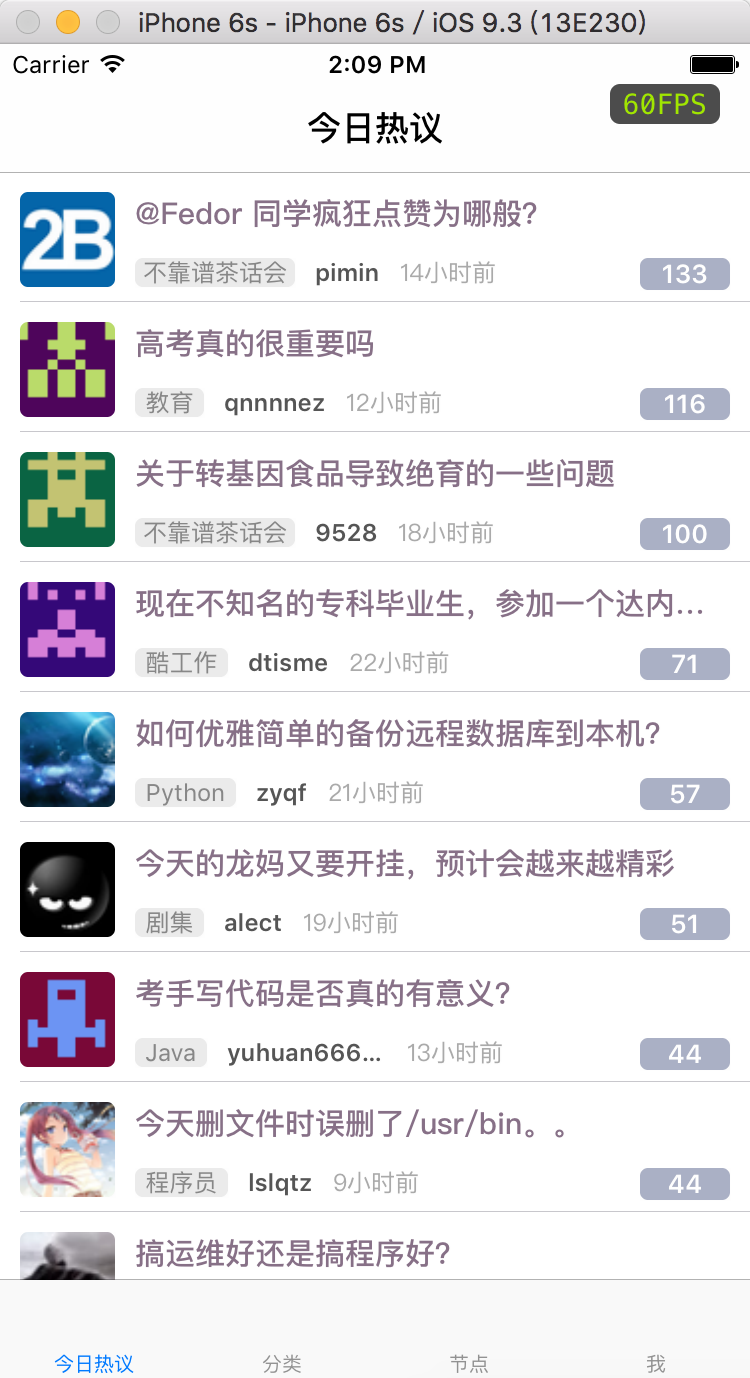 iPhone 6s - iPhone 6s / iOS 9.3 (13E230)
Carrier 2:09 PM
60FPS
今日热议
2B
@Fedor 同学疯狂点赞为哪般?
不靠谱茶话会 pimin 14小时前 133
高考真的很重要吗
教育 qnnnnez 12小时前 116
关于转基因食品导致绝育的一些问题
不靠谱茶话会 9528 18小时前 100
现在不知名的专科毕业生，参加一个达内...
酷工作 dtisme 22小时前 71
如何优雅简单的备份远程数据库到本机?
Python zyqf 21小时前 57
今天的龙妈又要开挂，预计会越来越精彩
剧集 alect 19小时前 51
考手写代码是否真的有意义?
Java yuhuan666... 13小时前 44
今天删文件时误删了/usr/bin。。
程序员 lslqtz 9小时前 44
搞运维好还是搞程序好?
今日热议 分类 节点 我